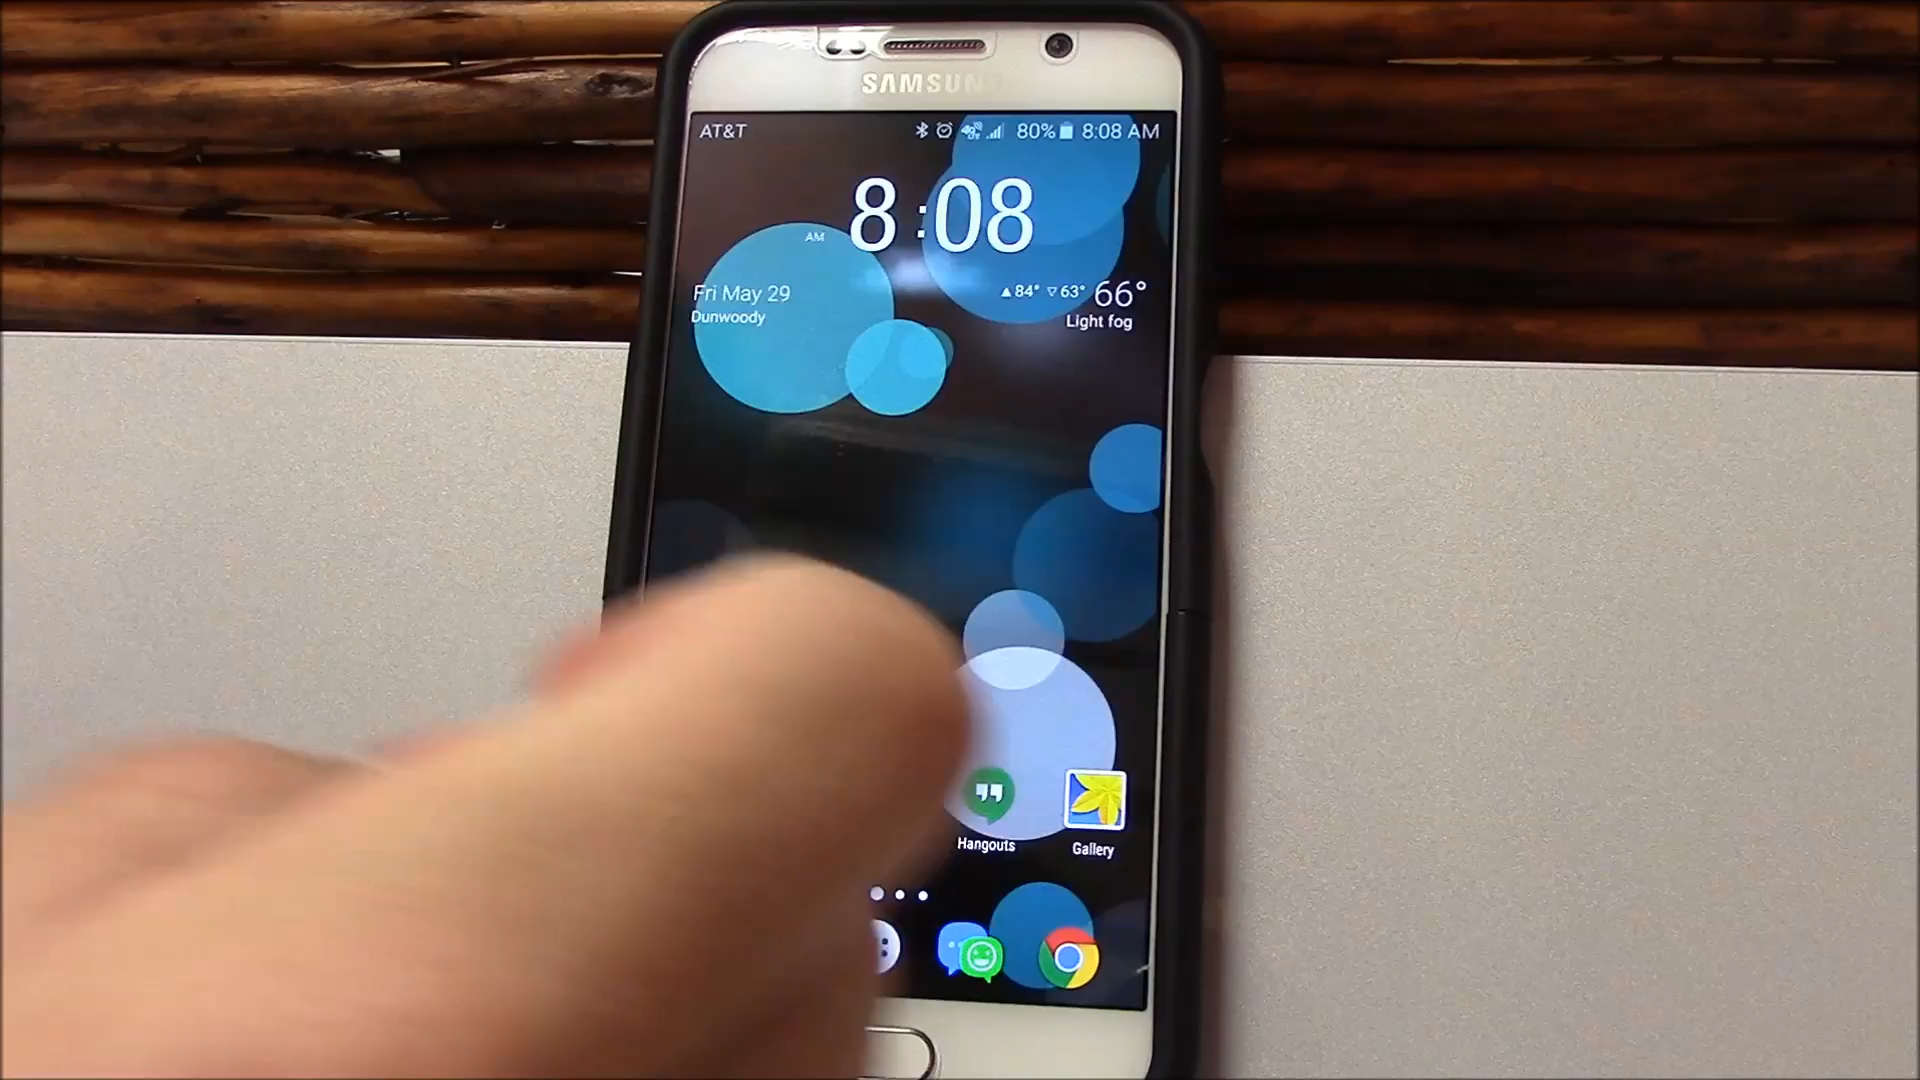 SAMSUN
AT&T 80% 8:08 AM
8:08
AM
Fri May 29
Dunwoody
▲84° ▽63° 66°
Light fog
Hangouts
Gallery